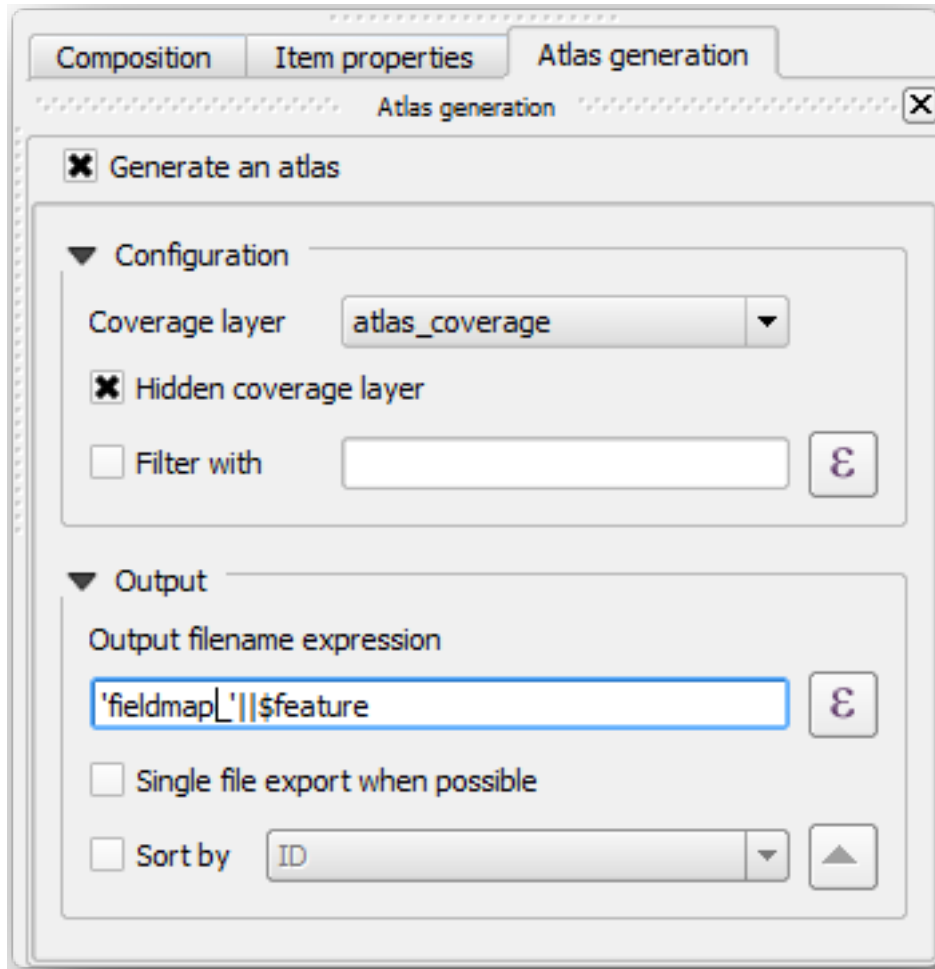 Composition Item properties Atlas generation
Atlas generation
Generate an atlas
Configuration
Coverage layer atlas_coverage
Hidden coverage layer
Filter with ε
Output
Output filename expression
'fieldmap_'||$feature ε
Single file export when possible
Sort by ID